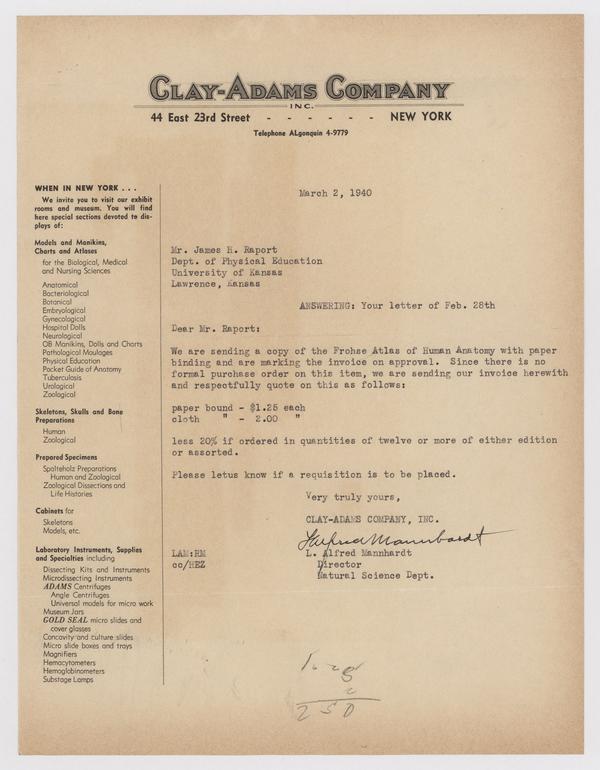 CLAY-ADAMS COMPANY
INC.
44 East 23rd Street - - - - - - NEW YORK
Telephone ALgonquin 4-9779
WHEN IN NEW YORK . . .
We invite you to visit our exhibit
rooms and museum. You will find
here special sections devoted to dis-
plays of:
Models and Manikins,
Charts and Atlases
for the Biological, Medical
and Nursing Sciences
Anatomical
Bacteriological
Botanical
Embryological
Gynecological
Hospital Dolls
Neurological
OB Manikins, Dolls and Charts
Pathological Moulages
Physical Education
Pocket Guide of Anatomy
Tuberculosis
Urological
Zoological
Skeletons, Skulls and Bone
Preparations
Human
Zoological
Prepared Specimens
Spalteholz Preparations
Human and Zoological
Zoological Dissections and
Life Histories
Cabinets for
Skeletons
Models, etc.
Laboratory Instruments, Supplies
and Specialties including
Dissecting Kits and Instruments
Microdissecting Instruments
ADAMS Centrifuges
Angle Centrifuges
Universal models for micro work
Museum Jars
GOLD SEAL micro slides and
cover glasses
Concavity and culture slides
Micro slide boxes and trays
Magnifiers
Hemacytometers
Hemoglobinometers
Substage Lamps
March 2, 1940
Mr. James R. Raport
Dept. of Physical Education
University of Kansas
Lawrence, Kansas
ANSWERING: Your letter of Feb. 28th
Dear Mr. Raport:
We are sending a copy of the Frohse Atlas of Human Anatomy with paper
binding and are marking the invoice on approval. Since there is no
formal purchase order on this item, we are sending our invoice herewith
and respectfully quote on this as follows:
paper bound - $1.25 each
cloth " - 2.00 "
less 20% if ordered in quantities of twelve or more of either edition
or assorted.
Please letus know if a requisition is to be placed.
Very truly yours,
CLAY-ADAMS COMPANY, INC.
L. Alfred Mannhardt
LAM:RM L. Alfred Mannhardt
cc/HEZ Director
Natural Science Dept.
2
250